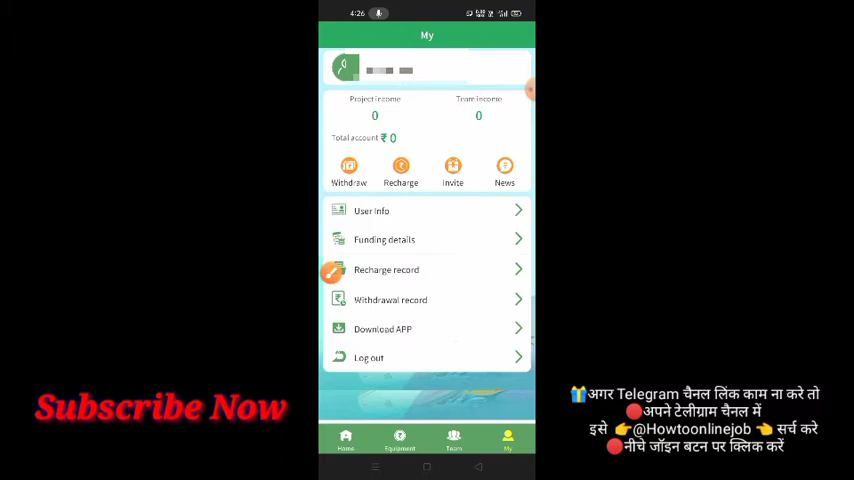 4:26
My
Project income
Team income
0
0
Total account ₹ 0
Withdraw
Recharge
Invite
News
User Info
Funding details
Recharge record
Withdrawal record
Download APP
Log out
Home
Equipment
Team
My
Subscribe Now
🎁अगर Telegram चैनल लिंक काम ना करे तो
🔴अपने टेलीग्राम चैनल में
इसे 👉@Howtoonlinejob 👈 सर्च करे
🔴नीचे जॉइन बटन पर क्लिक करें